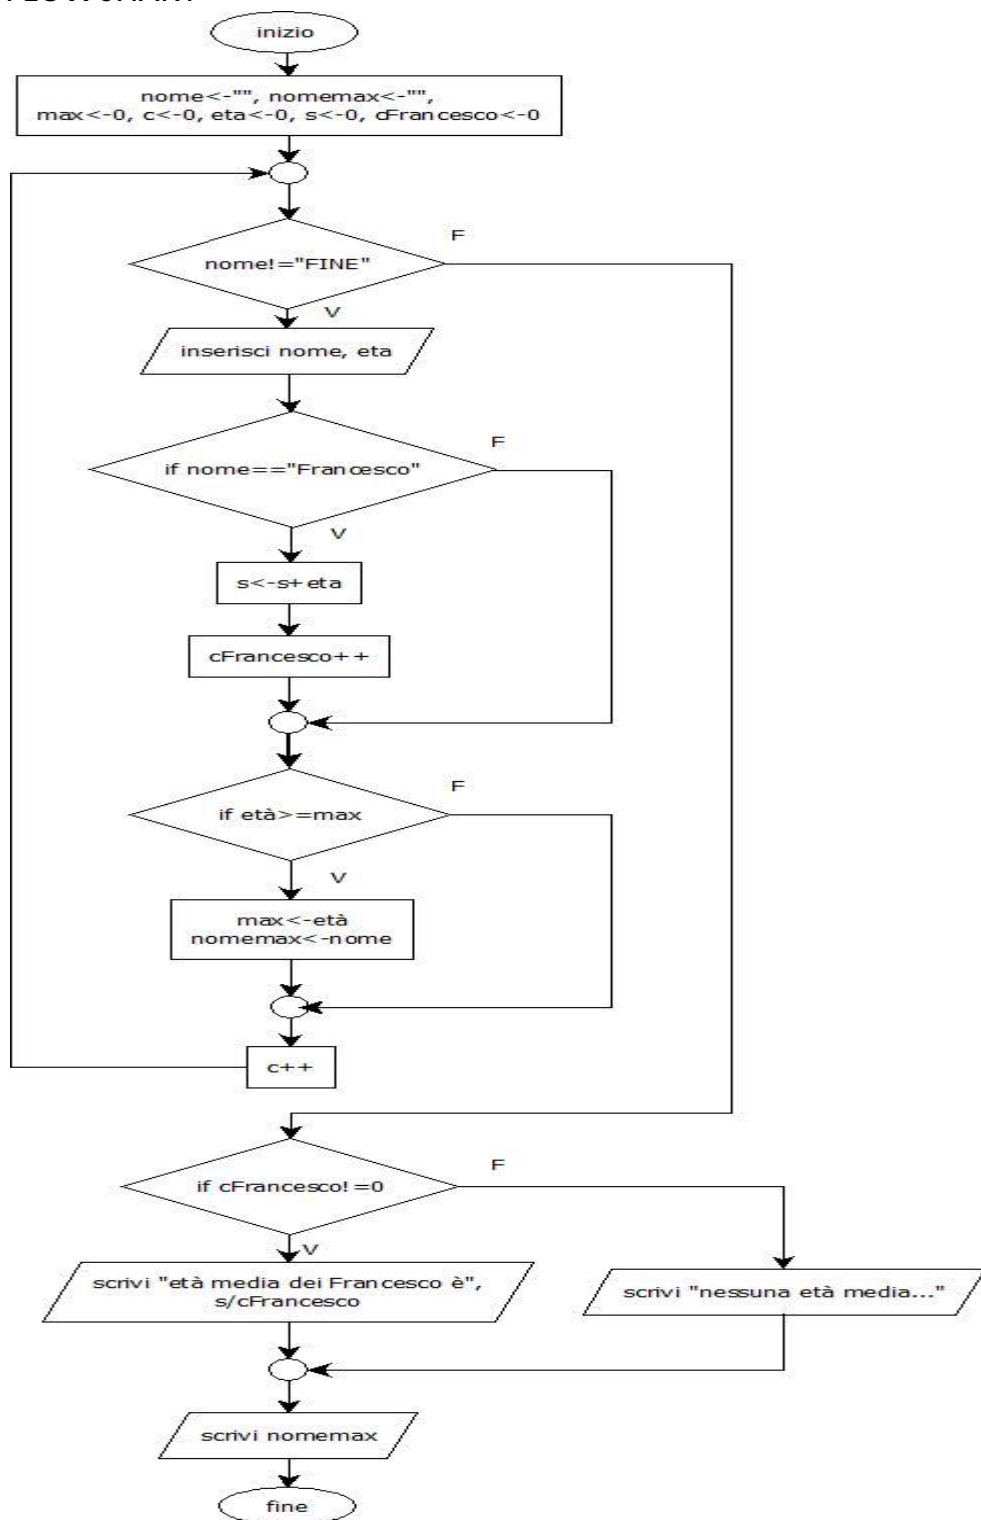 inizio
nome<-"", nomemax<-"",
max<-0, c<-0, eta<-0, s<-0, cFrancesco<-0
nome!="FINE"
F
V
inserisci nome, eta
if nome=="Francesco"
F
V
s<-s+eta
cFrancesco++
if età>=max
F
V
max<-età
nomemax<-nome
c++
if cFrancesco!=0
F
V
scrivi "età media dei Francesco è",
s/cFrancesco
scrivi "nessuna età media..."
scrivi nomemax
fine